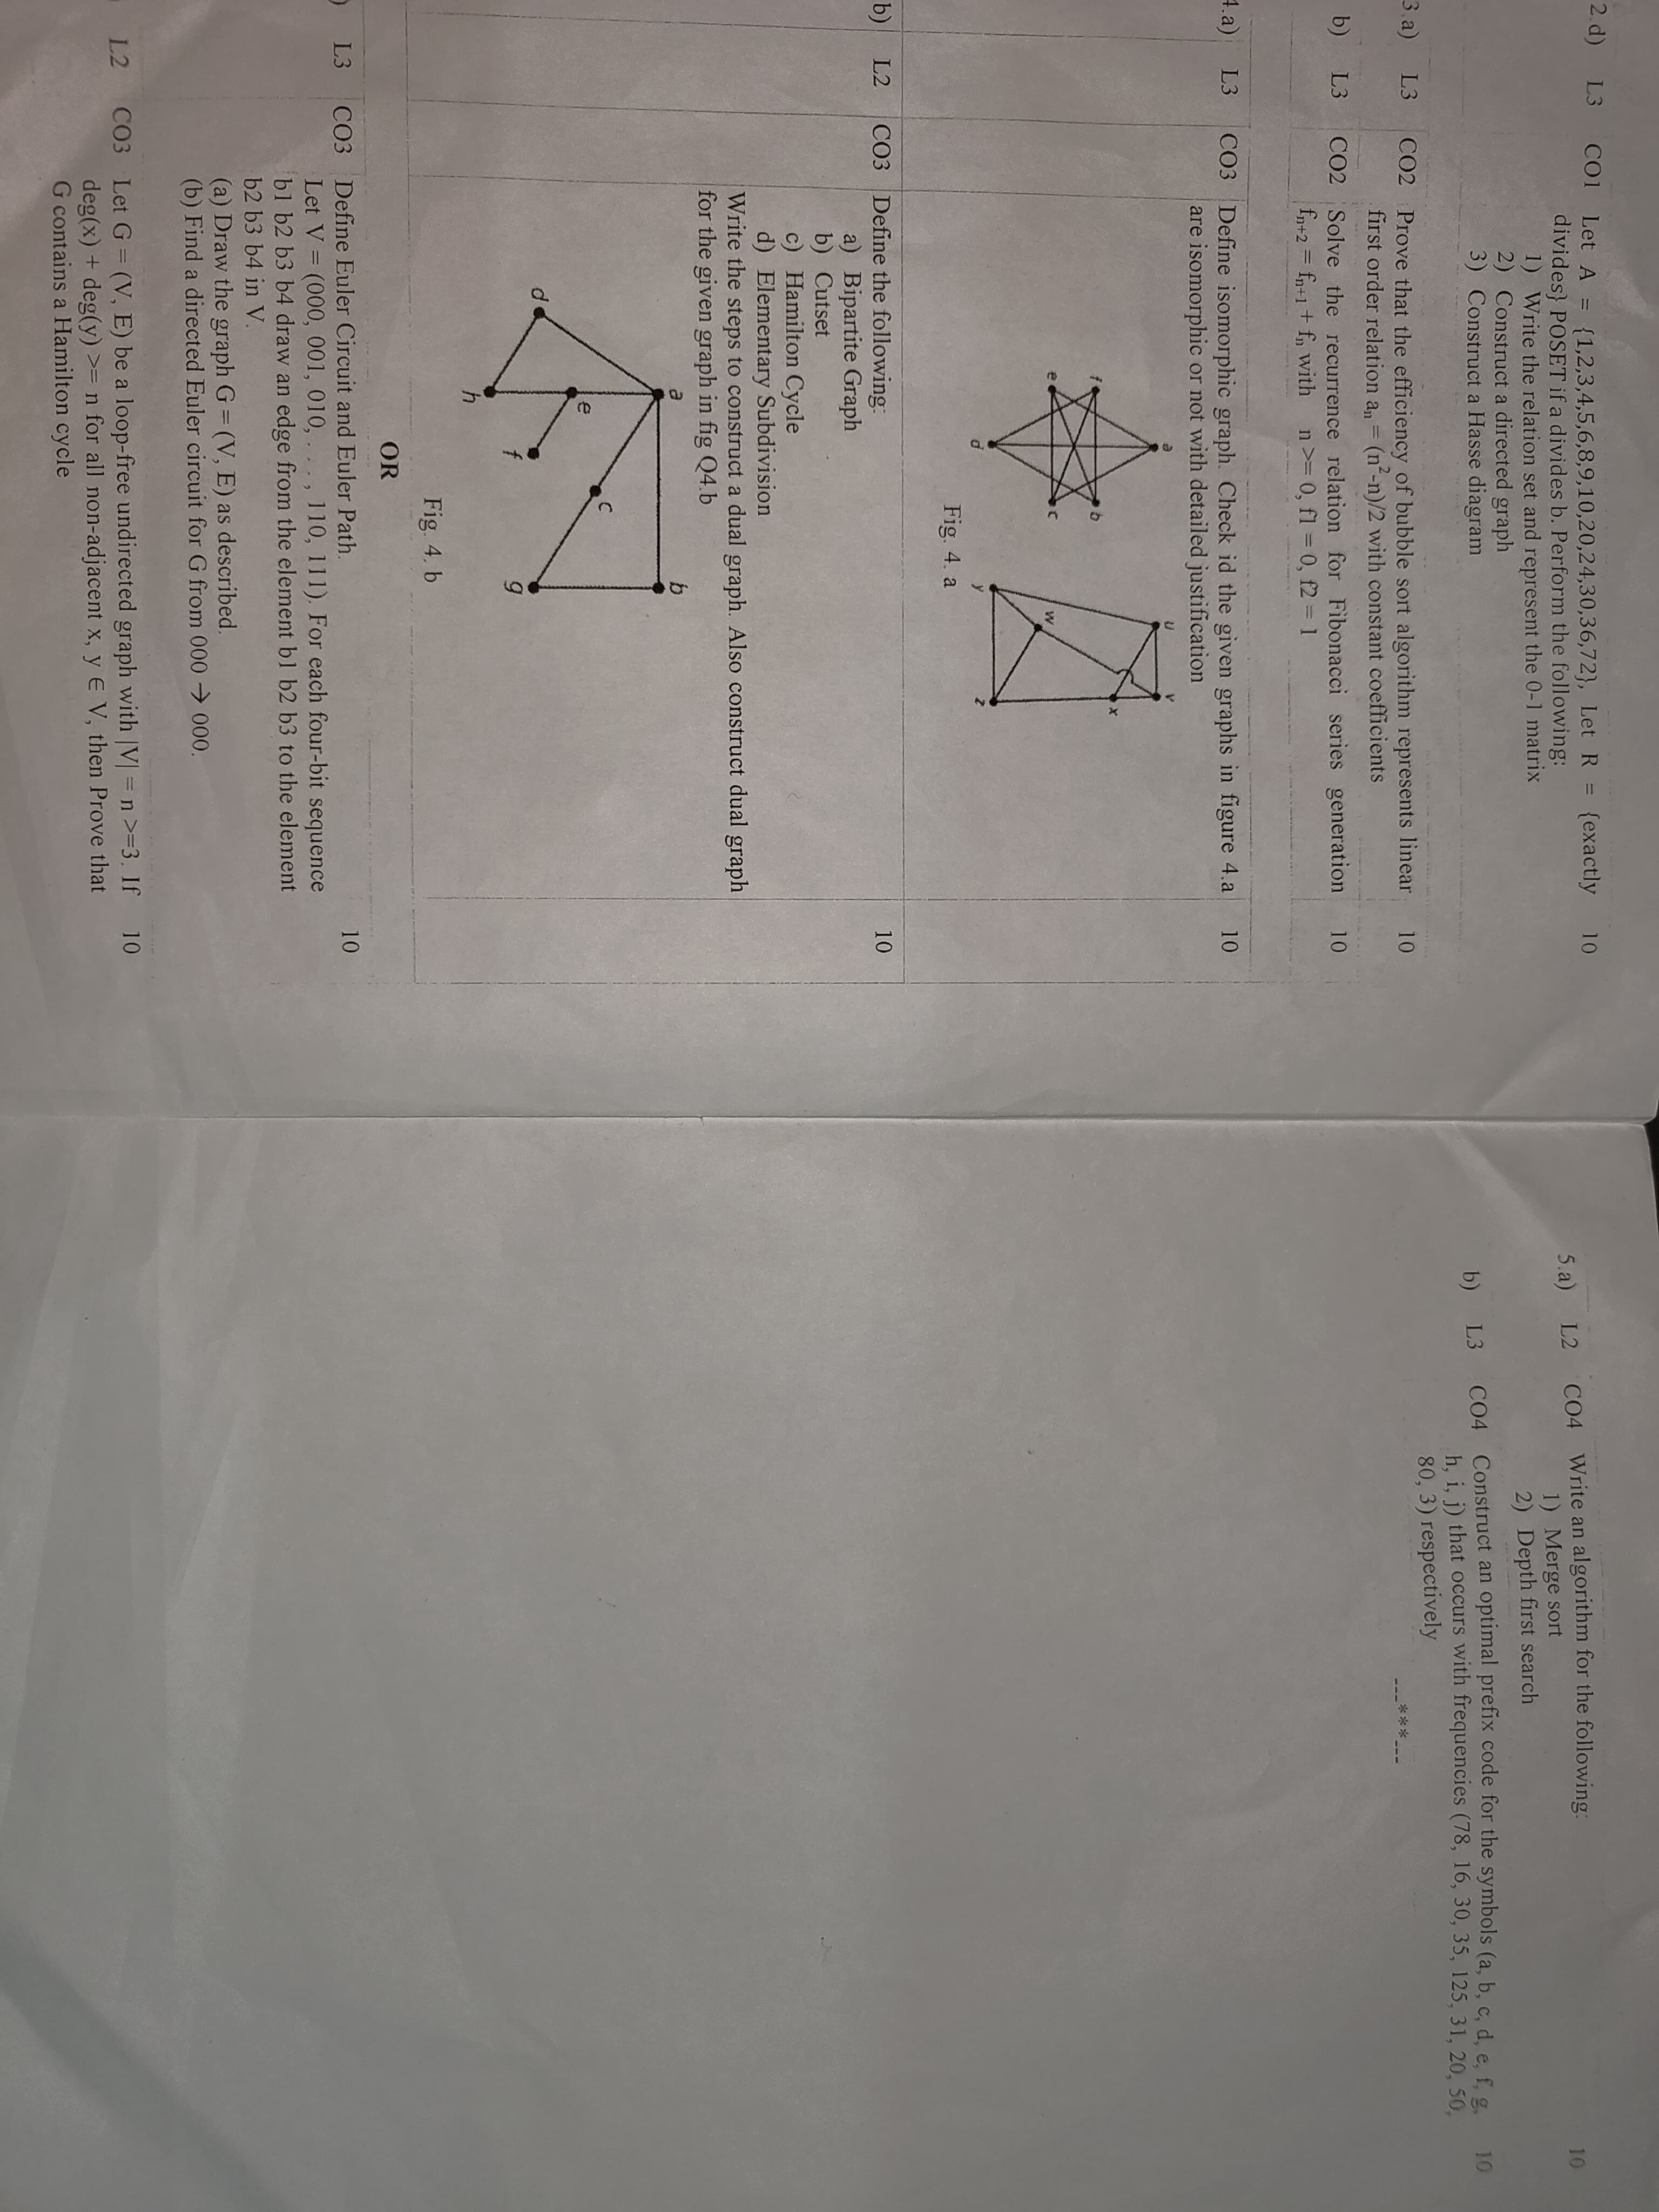 2.d) L3 CO1 Let A = {1,2,3,4,5,6,8,9,10,20,24,30,36,72}, Let R = {exactly 10
divides} POSET if a divides b. Perform the following:
1) Write the relation set and represent the 0-1 matrix
2) Construct a directed graph
3) Construct a Hasse diagram
3.a) L3 CO2 Prove that the efficiency of bubble sort algorithm represents linear 10
first order relation aₙ = (n²-n)/2 with constant coefficients
b) L3 CO2 Solve the recurrence relation for Fibonacci series generation 10
fₙ₊₂ = fₙ₊₁ + fₙ with n >= 0, f1 = 0, f2 = 1
4.a) L3 CO3 Define isomorphic graph. Check id the given graphs in figure 4.a 10
are isomorphic or not with detailed justification
a u v
f b x
e c w
d y z
Fig. 4. a
b) L2 CO3 Define the following: 10
a) Bipartite Graph
b) Cutset
c) Hamilton Cycle
d) Elementary Subdivision
Write the steps to construct a dual graph. Also construct dual graph
for the given graph in fig Q4.b
a b
c
e
d
f g
h
Fig. 4. b
OR
) L3 CO3 Define Euler Circuit and Euler Path. 10
Let V = (000, 001, 010, . . . , 110, 111). For each four-bit sequence
b1 b2 b3 b4 draw an edge from the element b1 b2 b3 to the element
b2 b3 b4 in V.
(a) Draw the graph G = (V, E) as described.
(b) Find a directed Euler circuit for G from 000 → 000.
L2 CO3 Let G = (V, E) be a loop-free undirected graph with |V| = n >=3. If 10
deg(x) + deg(y) >= n for all non-adjacent x, y ∈ V, then Prove that
G contains a Hamilton cycle
5.a) L2 CO4 Write an algorithm for the following: 10
1) Merge sort
2) Depth first search
b) L3 CO4 Construct an optimal prefix code for the symbols (a, b, c, d, e, f, g, 10
h, i, j) that occurs with frequencies (78, 16, 30, 35, 125, 31, 20, 50,
80, 3) respectively
---***---